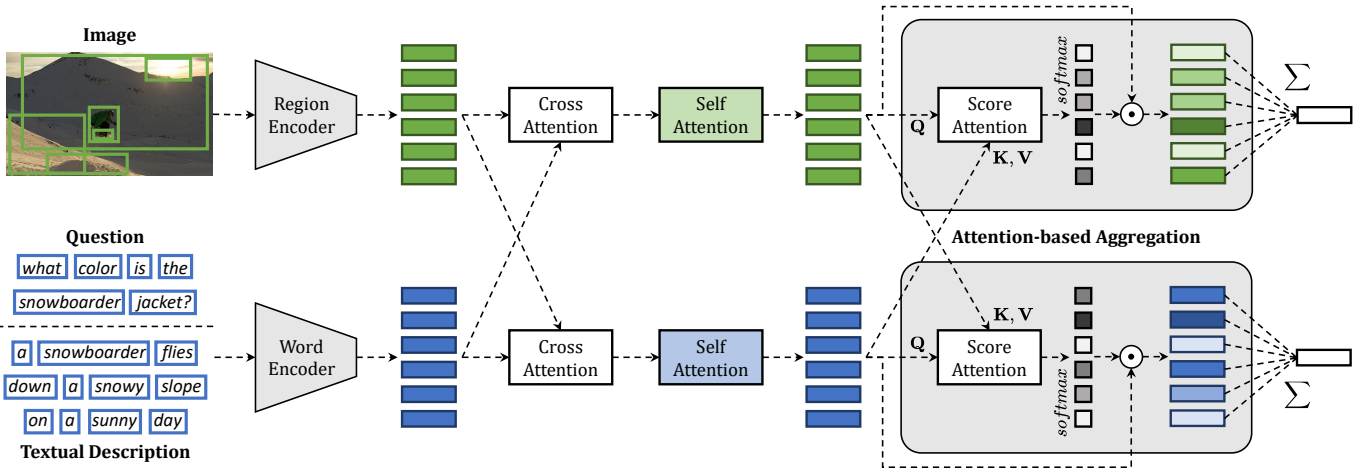 Image
Region
Encoder
Cross
Attention
Self
Attention
Q
Score
Attention
K, V
softmax
∑
Question
what color is the
snowboarder jacket?
a snowboarder flies
down a snowy slope
on a sunny day
Textual Description
Word
Encoder
Cross
Attention
Self
Attention
Attention-based Aggregation
Q
K, V
Score
Attention
softmax
∑